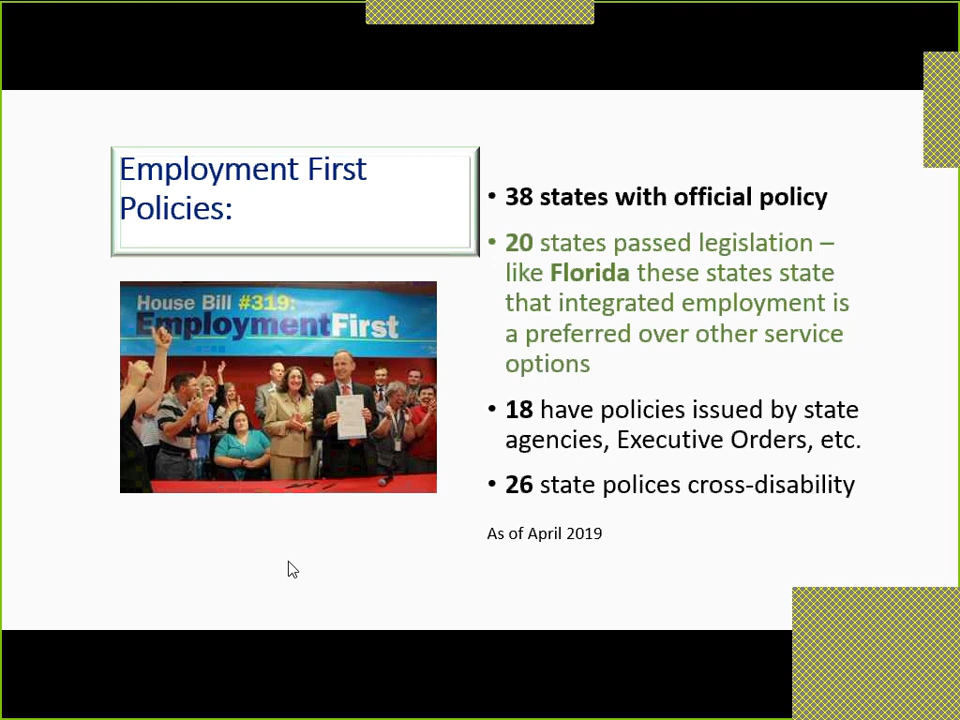 Employment First
Policies:
House Bill #319:
EmploymentFirst
• 38 states with official policy
• 20 states passed legislation –
like Florida these states state
that integrated employment is
a preferred over other service
options
• 18 have policies issued by state
agencies, Executive Orders, etc.
• 26 state polices cross-disability
As of April 2019